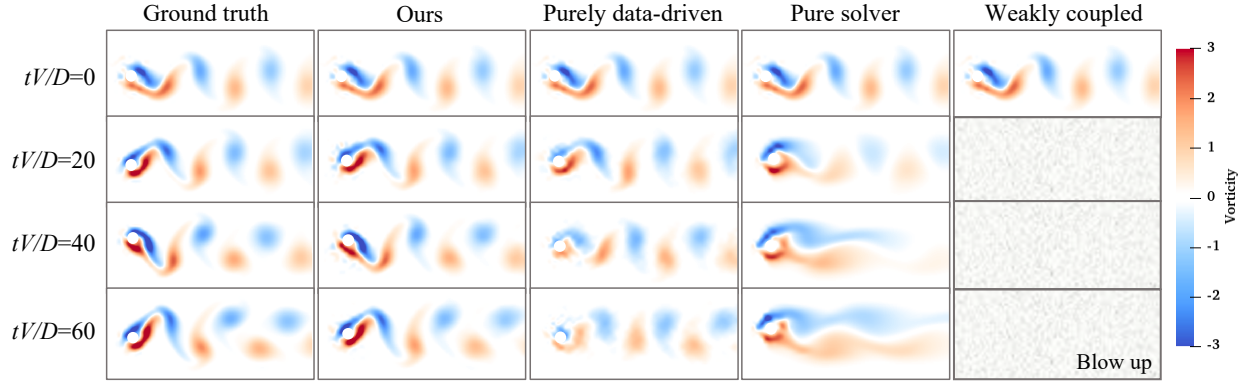 Ground truth
Ours
Purely data-driven
Pure solver
Weakly coupled
tV/D=0
tV/D=20
tV/D=40
tV/D=60
Blow up
3
2
1
0
-1
-2
-3
Vorticity